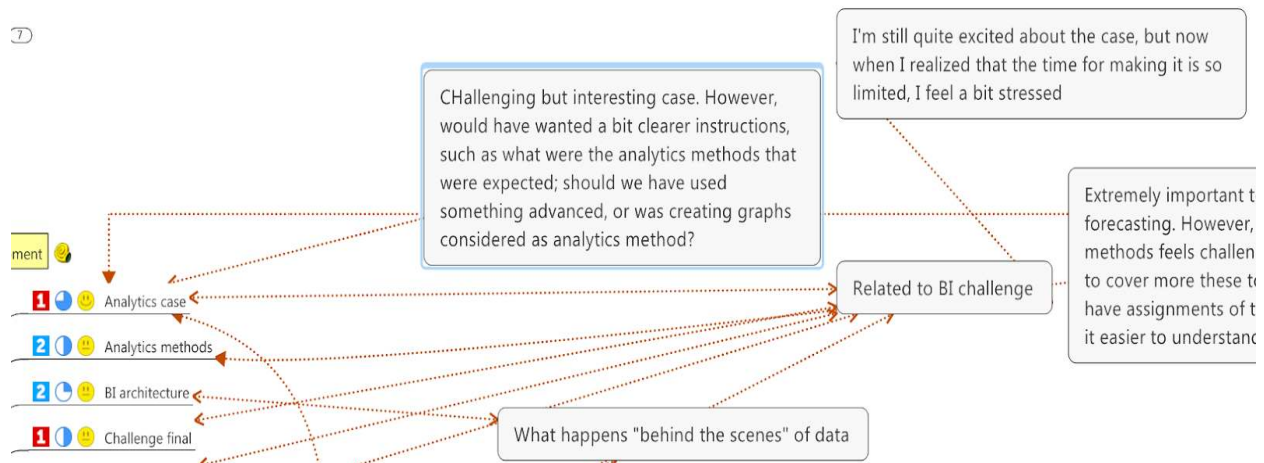 7
I'm still quite excited about the case, but now
when I realized that the time for making it is so
limited, I feel a bit stressed
CHallenging but interesting case. However,
would have wanted a bit clearer instructions,
such as what were the analytics methods that
were expected; should we have used
something advanced, or was creating graphs
considered as analytics method?
Extremely important t
forecasting. However,
methods feels challen
to cover more these to
have assignments of t
it easier to understand
ment
Related to BI challenge
1 Analytics case
2 Analytics methods
2 BI architecture
1 Challenge final
What happens "behind the scenes" of data